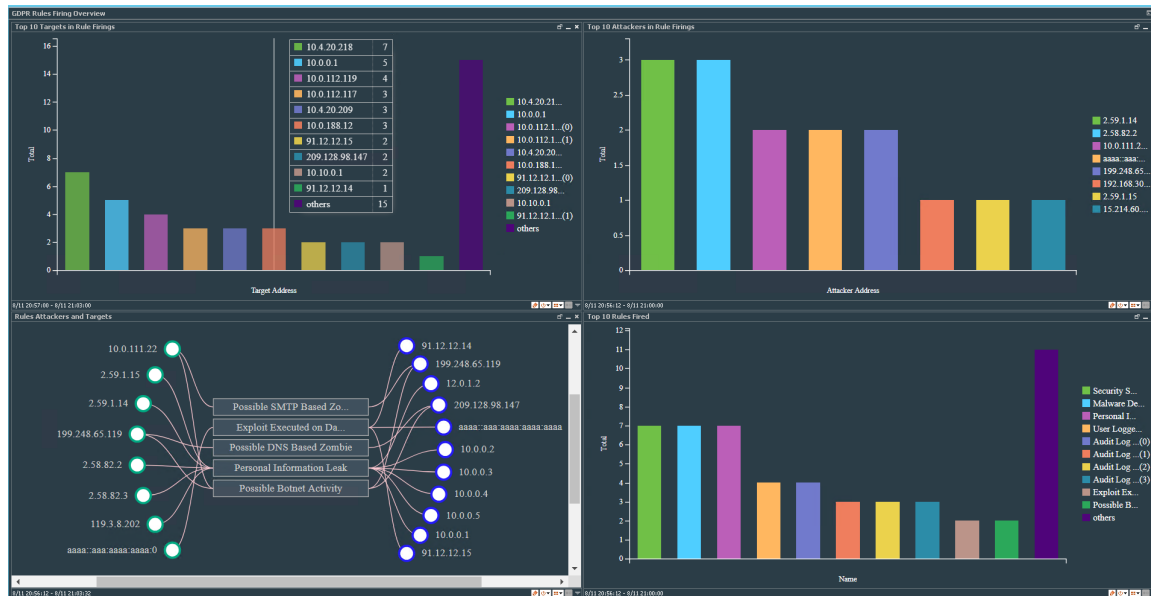 GDPR Rules Firing Overview
Top 10 Targets in Rule Firings
16
14
12
10
8
6
4
2
0
Total
Target Address
10.4.20.218 7
10.0.0.1 5
10.0.112.119 4
10.0.112.117 3
10.4.20.209 3
10.0.188.12 3
91.12.12.15 2
209.128.98.147 2
10.10.0.1 2
91.12.12.14 1
others 15
10.4.20.21...
10.0.0.1
10.0.112.1...(0)
10.0.112.1...(1)
10.4.20.20...
10.0.188.1...
91.12.12.1...(0)
209.128.98...
10.10.0.1
91.12.12.1...(1)
others
8/11 20:57:00 - 8/11 21:03:00
Top 10 Attackers in Rule Firings
3
2.5
2
1.5
1
0.5
0
Total
Attacker Address
2.59.1.14
2.58.82.2
10.0.111.2...
aaaa::aaa:...
199.248.65...
192.168.30...
2.59.1.15
15.214.60....
8/11 20:56:12 - 8/11 21:00:00
Rules Attackers and Targets
10.0.111.22
2.59.1.15
2.59.1.14
199.248.65.119
2.58.82.2
2.58.82.3
119.3.8.202
aaaa::aaa:aaaa:aaaa:0
Possible SMTP Based Zo...
Exploit Executed on Da...
Possible DNS Based Zombie
Personal Information Leak
Possible Botnet Activity
91.12.12.14
199.248.65.119
12.0.1.2
209.128.98.147
aaaa::aaa:aaaa:aaaa:aaaa
10.0.0.2
10.0.0.3
10.0.0.4
10.0.0.5
10.0.0.1
91.12.12.15
8/11 20:56:12 - 8/11 21:03:32
Top 10 Rules Fired
12
11
10
9
8
7
6
5
4
3
2
1
0
Total
Name
Security S...
Malware De...
Personal I...
User Logge...
Audit Log ...(0)
Audit Log ...(1)
Audit Log ...(2)
Audit Log ...(3)
Exploit Ex...
Possible B...
others
8/11 20:56:12 - 8/11 21:00:00